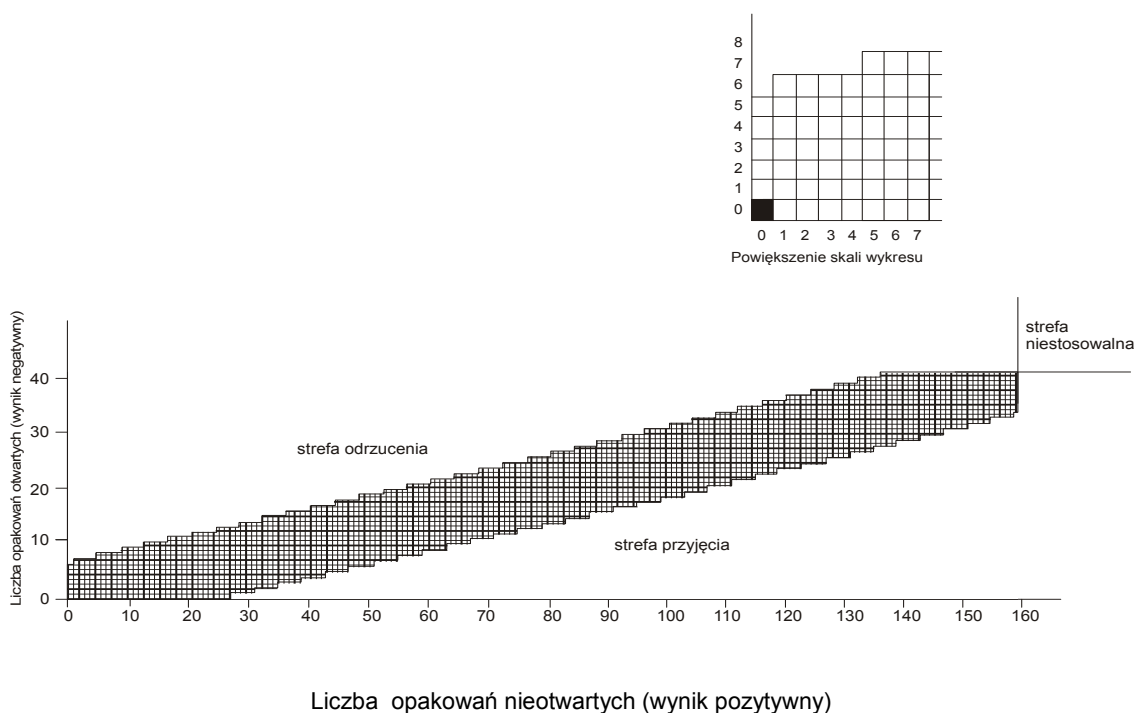 8
7
6
5
4
3
2
1
0
0 1 2 3 4 5 6 7
Powiększenie skali wykresu
Liczba opakowań otwartych (wynik negatywny)
strefa
niestosowalna
40
30
20
10
0
strefa odrzucenia
strefa przyjęcia
0 10 20 30 40 50 60 70 80 90 100 110 120 130 140 150 160
Liczba opakowań nieotwartych (wynik pozytywny)